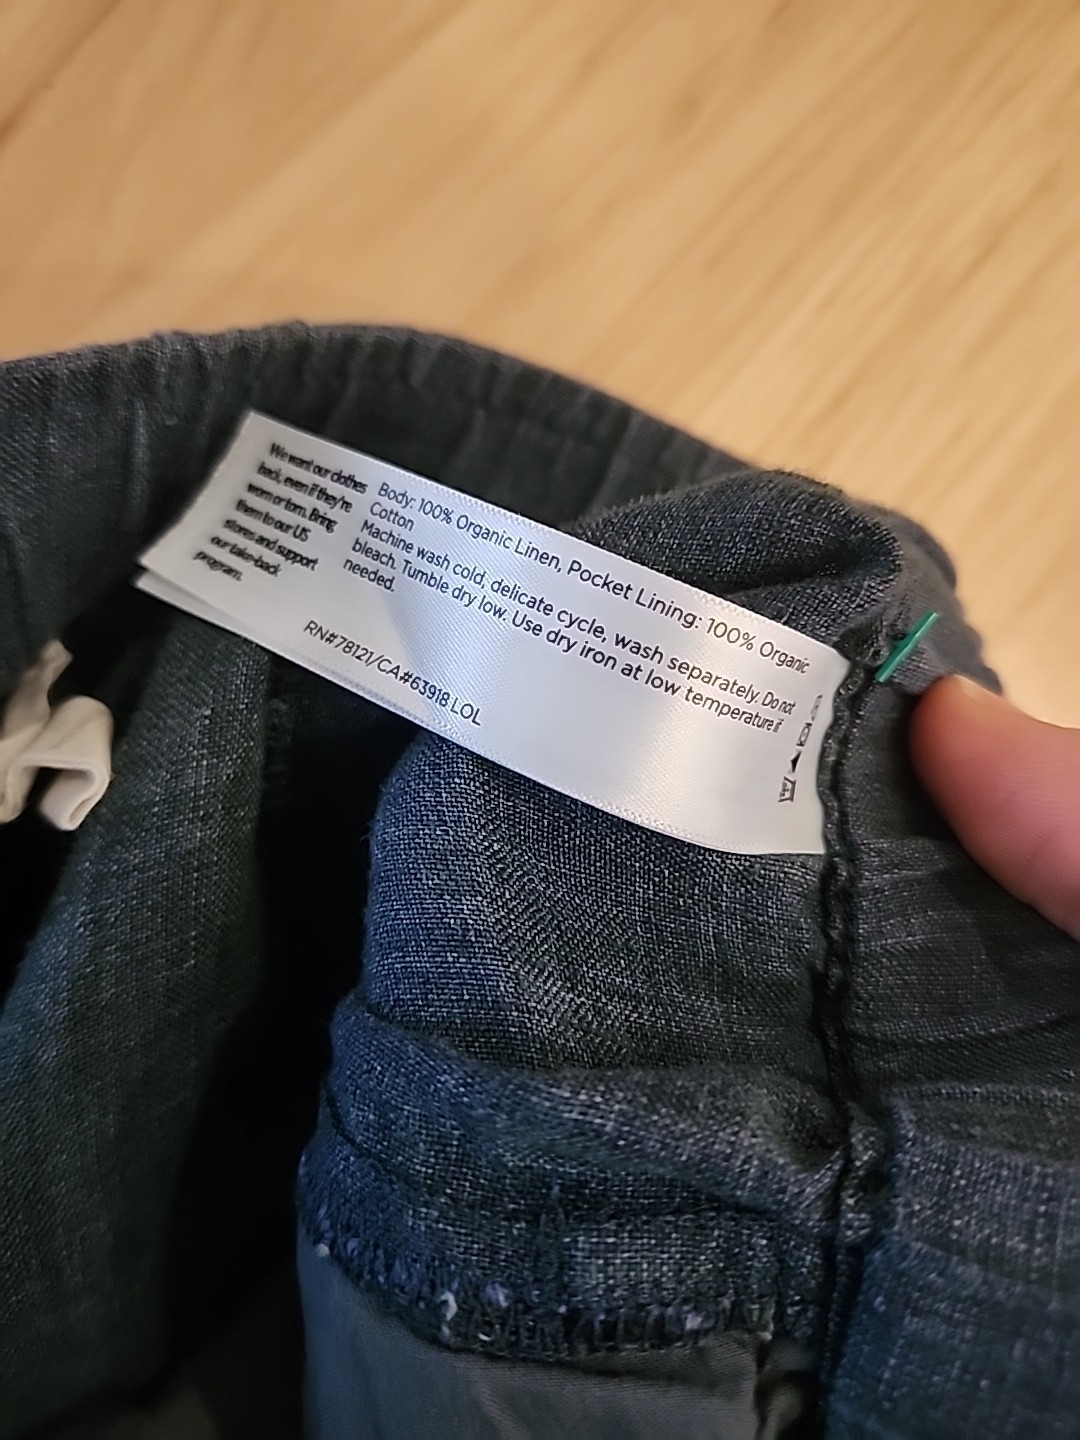 We want our clothes
back, even if they're
worn or torn. Bring
them to our US
stores and support
our take-back
program.
Body: 100% Organic Linen, Pocket Lining: 100% Organic
Cotton
Machine wash cold, delicate cycle, wash separately. Do not
bleach. Tumble dry low. Use dry iron at low temperature if
needed.
RN#78121/CA#63918 LOL